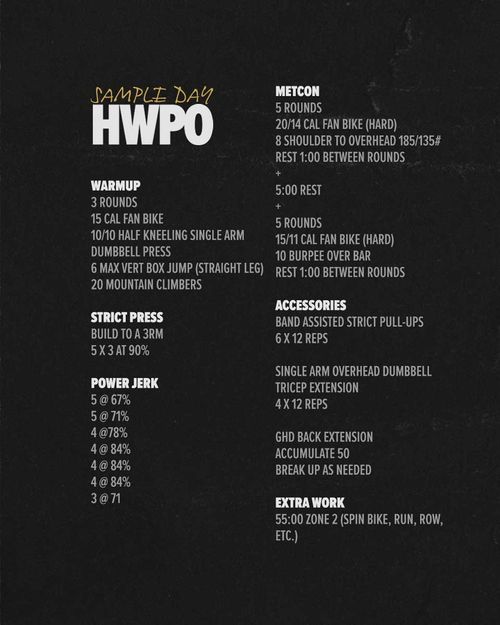 SAMPLE DAY
HWPO
WARMUP
3 ROUNDS
15 CAL FAN BIKE
10/10 HALF KNEELING SINGLE ARM
DUMBBELL PRESS
6 MAX VERT BOX JUMP (STRAIGHT LEG)
20 MOUNTAIN CLIMBERS
STRICT PRESS
BUILD TO A 3RM
5 X 3 AT 90%
POWER JERK
5 @ 67%
5 @ 71%
4 @78%
4 @ 84%
4 @ 84%
4 @ 84%
3 @ 71
METCON
5 ROUNDS
20/14 CAL FAN BIKE (HARD)
8 SHOULDER TO OVERHEAD 185/135#
REST 1:00 BETWEEN ROUNDS
+
5:00 REST
+
5 ROUNDS
15/11 CAL FAN BIKE (HARD)
10 BURPEE OVER BAR
REST 1:00 BETWEEN ROUNDS
ACCESSORIES
BAND ASSISTED STRICT PULL-UPS
6 X 12 REPS
SINGLE ARM OVERHEAD DUMBBELL
TRICEP EXTENSION
4 X 12 REPS
GHD BACK EXTENSION
ACCUMULATE 50
BREAK UP AS NEEDED
EXTRA WORK
55:00 ZONE 2 (SPIN BIKE, RUN, ROW,
ETC.)